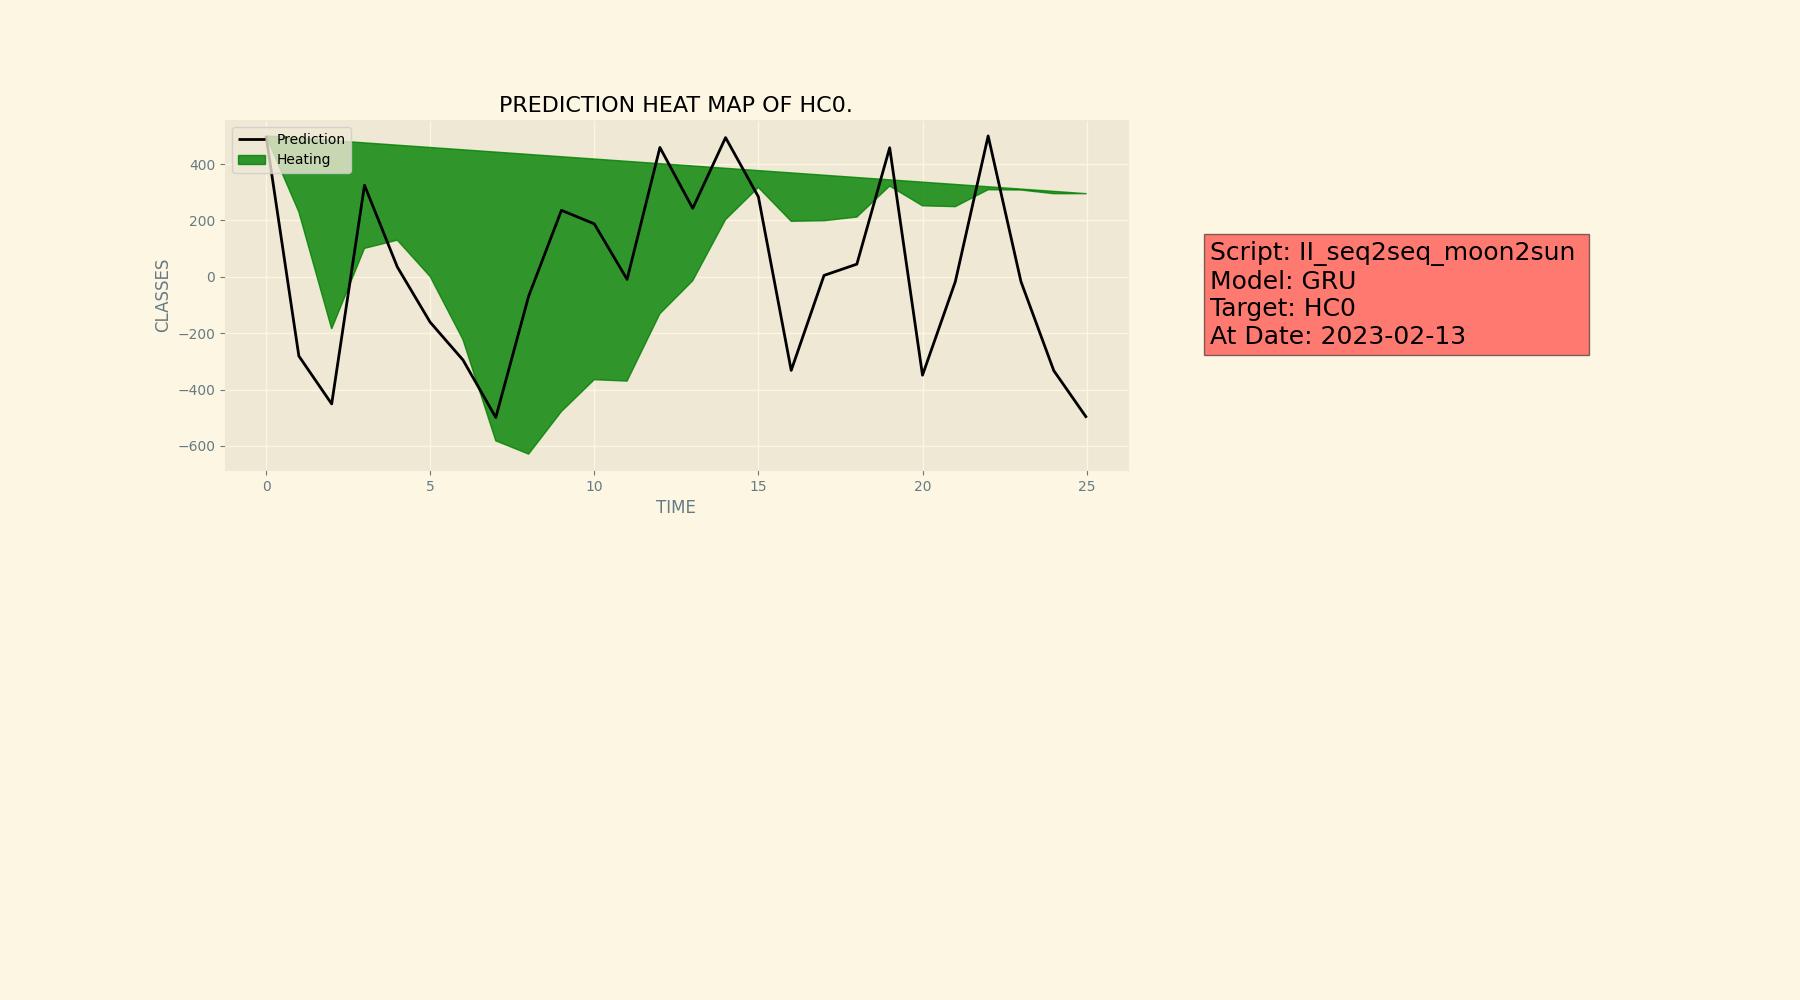 PREDICTION HEAT MAP OF HC0.
Prediction
Heating
CLASSES
400
200
0
−200
−400
−600
0 5 10 15 20 25
TIME
Script: II_seq2seq_moon2sun
Model: GRU
Target: HC0
At Date: 2023-02-13